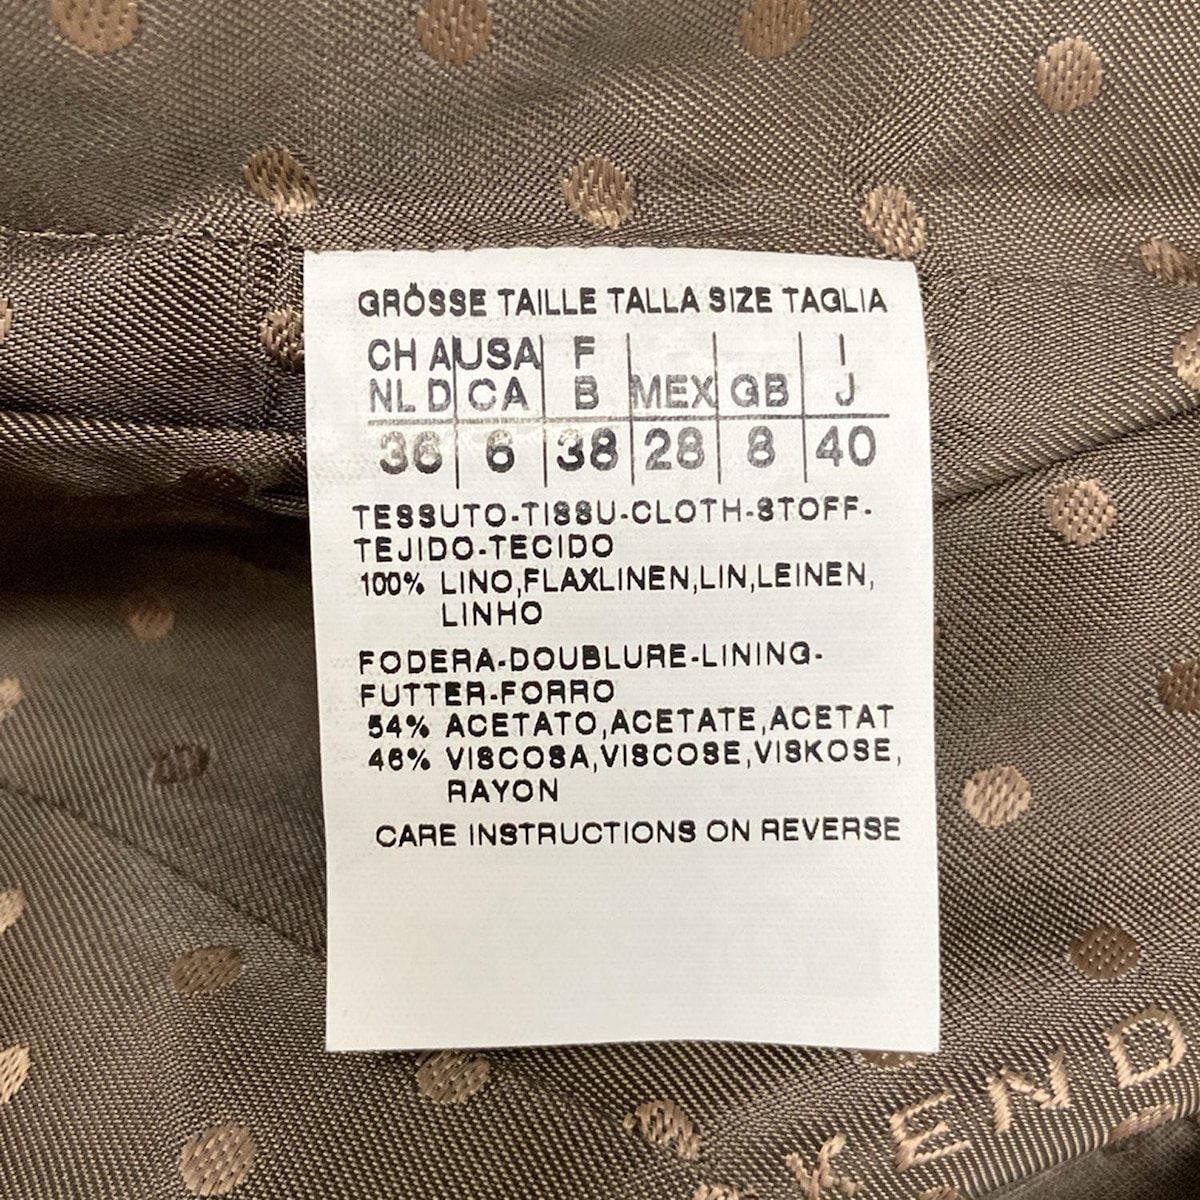 GRÖSSE TAILLE TALLA SIZE TAGLIA
CH A USA F I
NL D CA B MEX GB J
36 6 38 28 8 40
TESSUTO-TISSU-CLOTH-STOFF-
TEJIDO-TECIDO
100% LINO,FLAXLINEN,LIN,LEINEN,
LINHO
FODERA-DOUBLURE-LINING-
FUTTER-FORRO
54% ACETATO,ACETATE,ACETAT
46% VISCOSA,VISCOSE,VISKOSE,
RAYON
CARE INSTRUCTIONS ON REVERSE
KEND